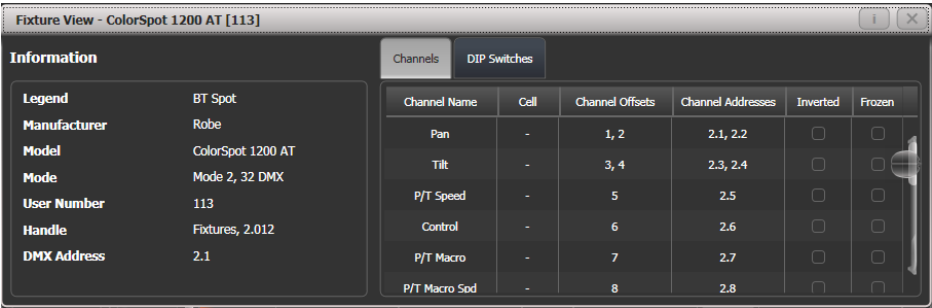 Fixture View - ColorSpot 1200 AT [113]
i
Information
Legend BT Spot
Manufacturer Robe
Model ColorSpot 1200 AT
Mode Mode 2, 32 DMX
User Number 113
Handle Fixtures, 2.012
DMX Address 2.1
Channels DIP Switches
Channel Name Cell Channel Offsets Channel Addresses Inverted Frozen
Pan - 1, 2 2.1, 2.2
Tilt - 3, 4 2.3, 2.4
P/T Speed - 5 2.5
Control - 6 2.6
P/T Macro - 7 2.7
P/T Macro Spd - 8 2.8